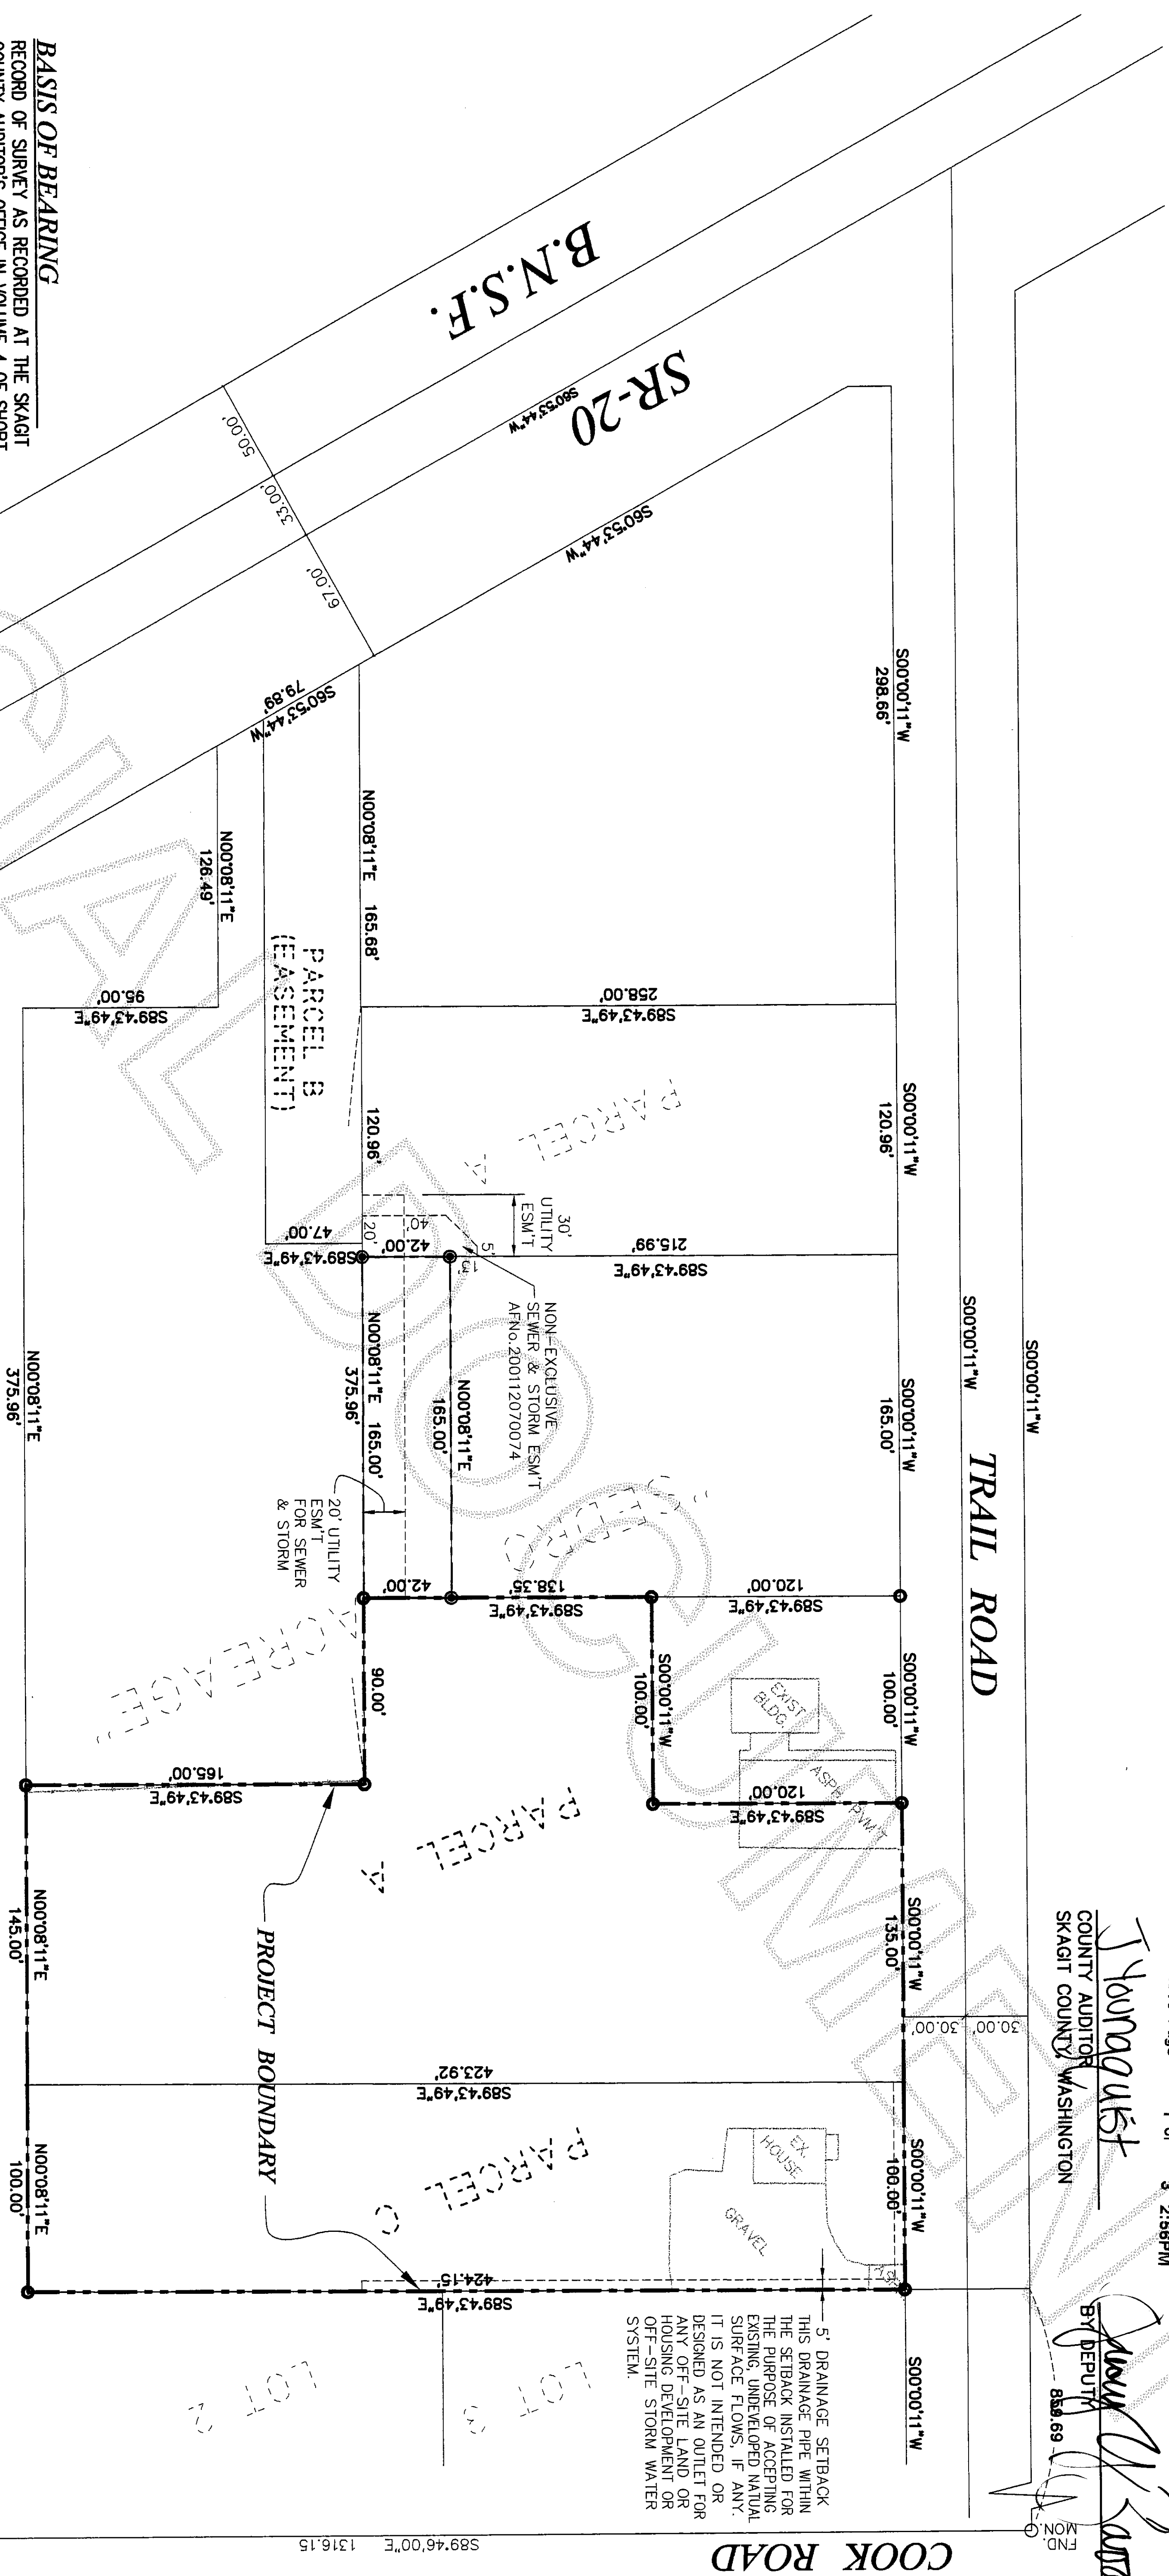 BASIS OF BEARING
RECORD OF SURVEY AS RECORDED AT THE SKAGIT
COUNTY AUDITOR'S OFFICE IN VOLUME 4 OF SHORT
B.N.S.F.
SR-20
S60°53'44"W
S60°53'44"W
50.00'
33.00'
67.00'
S60°53'44"W
79.89'
S00°00'11"W
298.66'
N00°08'11"E 165.68'
N00°08'11"E
126.49'
PARCEL B
(EASEMENT)
S89°43'49"E
95.00'
S89°43'49"E
258.00'
PARCEL A
S00°00'11"W
120.96'
120.96'
30'
UTILITY
ESM'T
40'
20'
5'
S89°43'49"E
47.00'
42.00'
S89°43'49"E
215.99'
NON-EXCLUSIVE
SEWER & STORM ESM'T
AFNo.200112070074
N00°08'11"E 165.00'
375.96'
N00°08'11"E
165.00'
N00°08'11"E
375.96'
S00°00'11"W
165.00'
S00°00'11"W
S00°00'11"W
TRAIL ROAD
20' UTILITY
ESM'T
FOR SEWER
& STORM
42.00'
S89°43'49"E
138.35'
S89°43'49"E
120.00'
ACREAGE
90.00'
S00°00'11"W
100.00'
S00°00'11"W
100.00'
EXIST
BLDG.
ASPH. PVM'T
S89°43'49"E
165.00'
S89°43'49"E
120.00'
PARCEL A
S00°00'11"W
135.00'
N00°08'11"E
145.00'
PROJECT BOUNDARY
30.00'
30.00'
S89°43'49"E
423.92'
PARCEL C
EX.
HOUSE
GRAVEL
S00°00'11"W
100.00'
N00°08'11"E
100.00'
S89°43'49"E
424.15'
5' DRAINAGE SETBACK
THIS DRAINAGE PIPE WITHIN
THE SETBACK INSTALLED FOR
THE PURPOSE OF ACCEPTING
EXISTING, UNDEVELOPED NATUAL
SURFACE FLOWS, IF ANY.
IT IS NOT INTENDED OR
DESIGNED AS AN OUTLET FOR
ANY OFF-SITE LAND OR
HOUSING DEVELOPMENT OR
OFF-SITE STORM WATER
SYSTEM.
LOT 3
LOT 2
S00°00'11"W
S89°46'00"E 1316.15
COOK ROAD
FND.
MON.
J Youngquist
COUNTY AUDITOR
SKAGIT COUNTY, WASHINGTON
3 2:56PM
BY DEPUTY